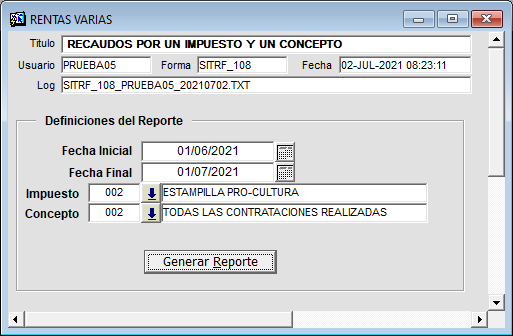 RENTAS VARIAS
Título RECAUDOS POR UN IMPUESTO Y UN CONCEPTO
Usuario PRUEBA05 Forma SITRF_108 Fecha 02-JUL-2021 08:23:11
Log SITRF_108_PRUEBA05_20210702.TXT
Definiciones del Reporte
Fecha Inicial 01/06/2021
Fecha Final 01/07/2021
Impuesto 002 ESTAMPILLA PRO-CULTURA
Concepto 002 TODAS LAS CONTRATACIONES REALIZADAS
Generar Reporte